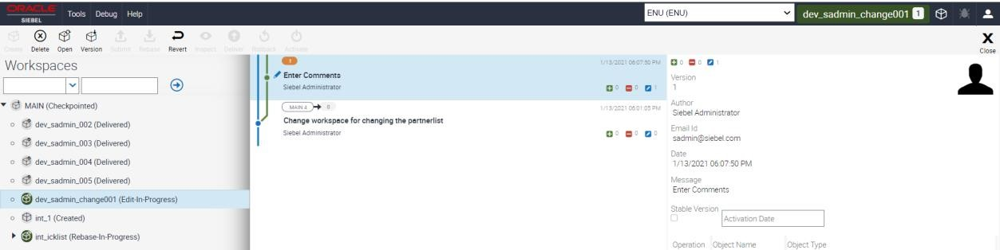 ORACLE
SIEBEL
Tools Debug Help
ENU (ENU)
dev_sadmin_change001 1
Create Delete Open Version Submit Rebase Revert Inspect Deliver Rollback Activate
Close
Workspaces
MAIN (Checkpointed)
dev_sadmin_002 (Delivered)
dev_sadmin_003 (Delivered)
dev_sadmin_004 (Delivered)
dev_sadmin_005 (Delivered)
dev_sadmin_change001 (Edit-In-Progress)
int_1 (Created)
int_icklist (Rebase-In-Progress)
1
1/13/2021 06:07:50 PM
Enter Comments
Siebel Administrator
0 0 1
MAIN 4 0
1/13/2021 06:01:05 PM
Change workspace for changing the partnerlist
Siebel Administrator
0 0 0
0 0 1
Version
1
Author
Siebel Administrator
Email Id
sadmin@siebel.com
Date
1/13/2021 06:07:50 PM
Message
Enter Comments
Stable Version
Activation Date
Operation Object Name Object Type